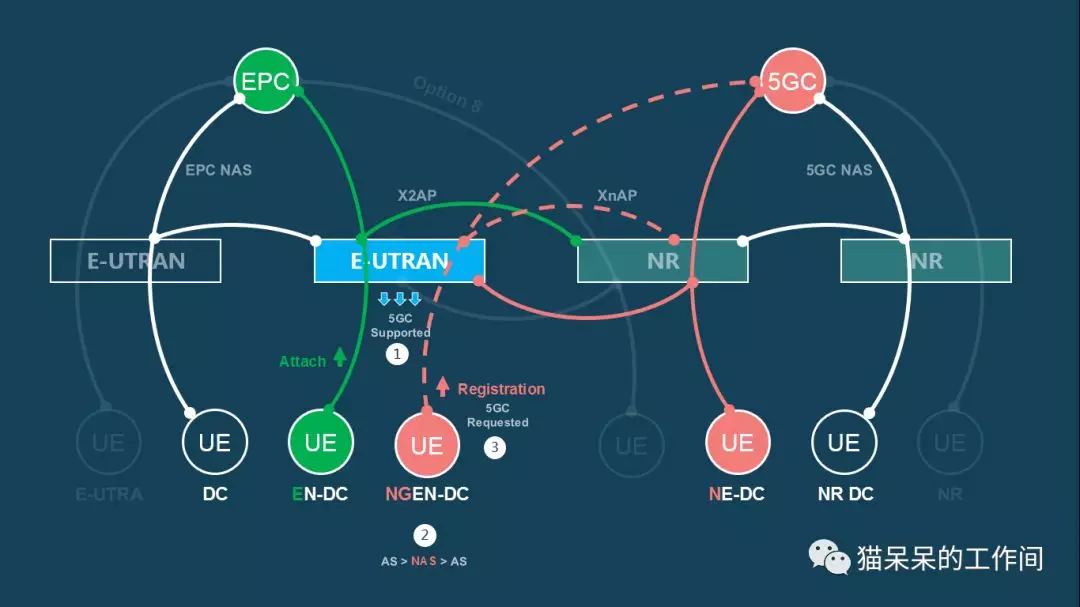 EPC
5GC
Option 8
EPC NAS
X2AP
XnAP
5GC NAS
E-UTRAN
E-UTRAN
NR
NR
5GC
Supported
1
Attach
Registration
5GC
Requested
3
UE
UE
UE
UE
UE
UE
UE
UE
E-UTRA
DC
EN-DC
NGEN-DC
NE-DC
NR DC
NR
2
AS > NAS > AS
猫呆呆的工作间